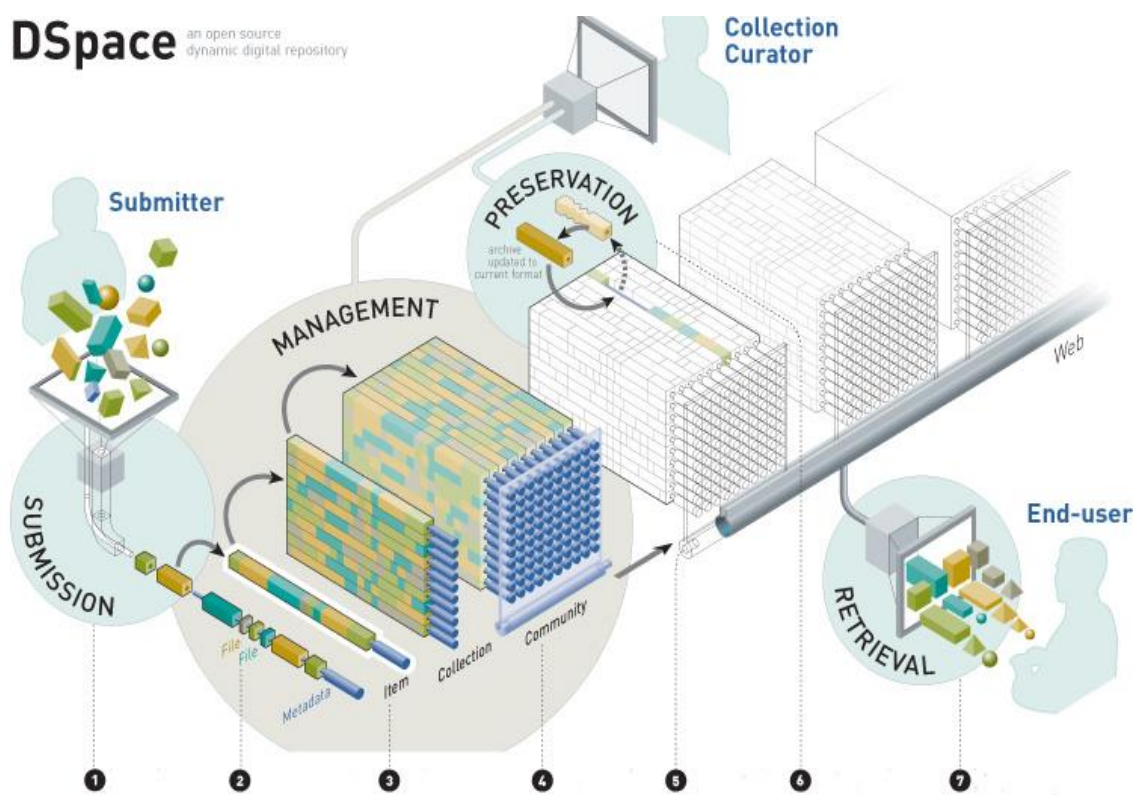 DSpace
an open source
dynamic digital repository
Collection
Curator
Submitter
PRESERVATION
archive
updated to
current format
MANAGEMENT
Web
SUBMISSION
End-user
RETRIEVAL
File
File
Metadata
Item
Collection
Community
1
2
3
4
5
6
7